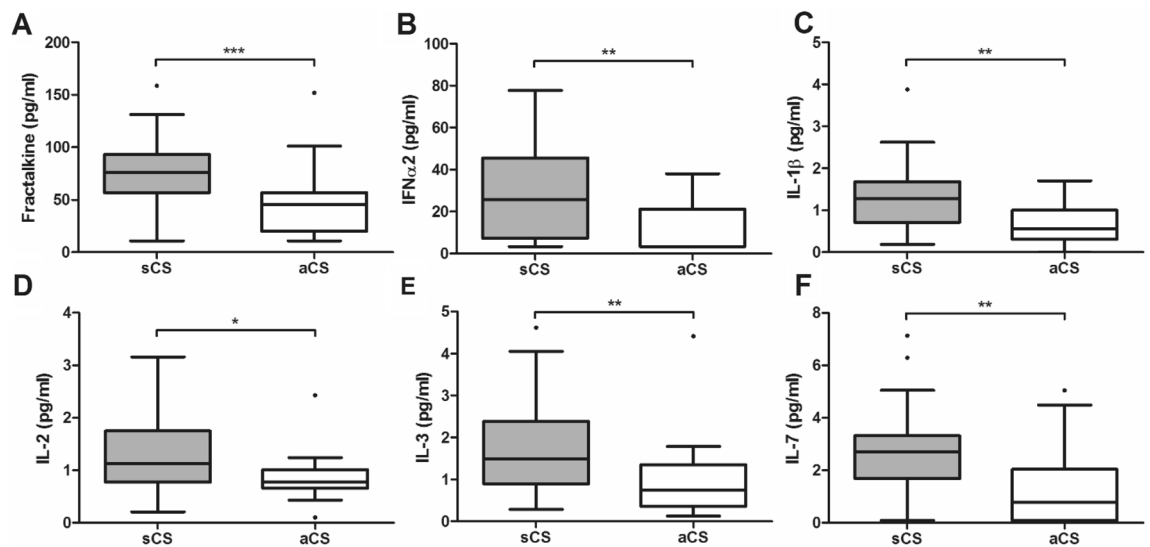 A
Fractalkine (pg/ml)
200
150
100
50
0
***
sCS
aCS
B
IFNα2 (pg/ml)
100
80
60
40
20
0
**
sCS
aCS
C
IL-1β (pg/ml)
5
4
3
2
1
0
**
sCS
aCS
D
IL-2 (pg/ml)
4
3
2
1
0
*
sCS
aCS
E
IL-3 (pg/ml)
5
4
3
2
1
0
**
sCS
aCS
F
IL-7 (pg/ml)
8
6
4
2
0
**
sCS
aCS